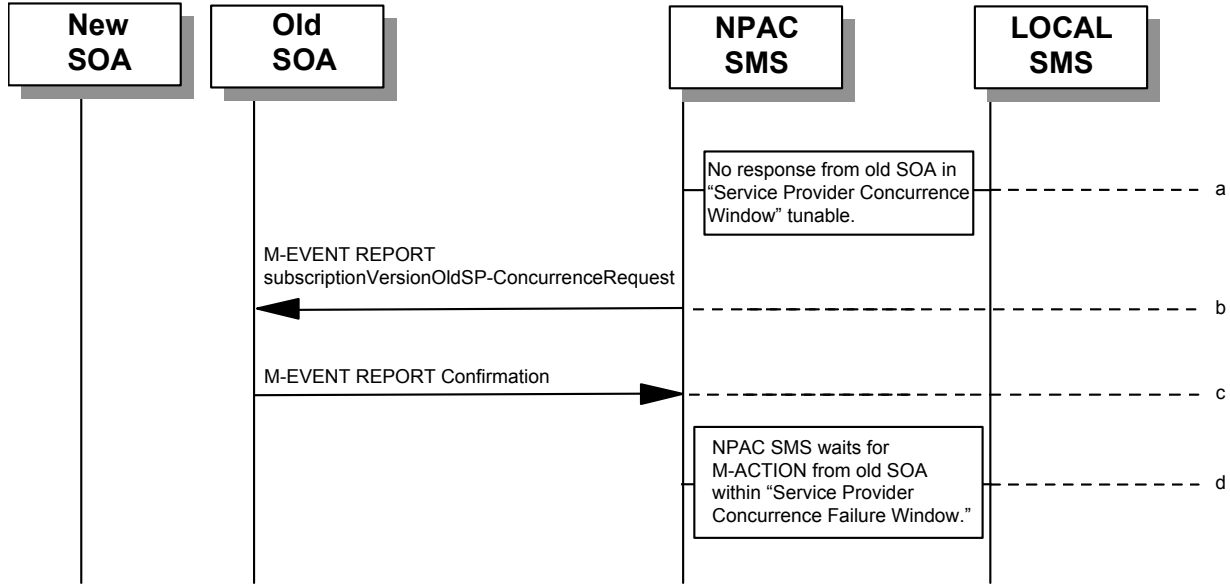 New
SOA
Old
SOA
NPAC
SMS
LOCAL
SMS
No response from old SOA in
“Service Provider Concurrence
Window” tunable.
a
M-EVENT REPORT
subscriptionVersionOldSP-ConcurrenceRequest
b
M-EVENT REPORT Confirmation
c
NPAC SMS waits for
M-ACTION from old SOA
within “Service Provider
Concurrence Failure Window.”
d